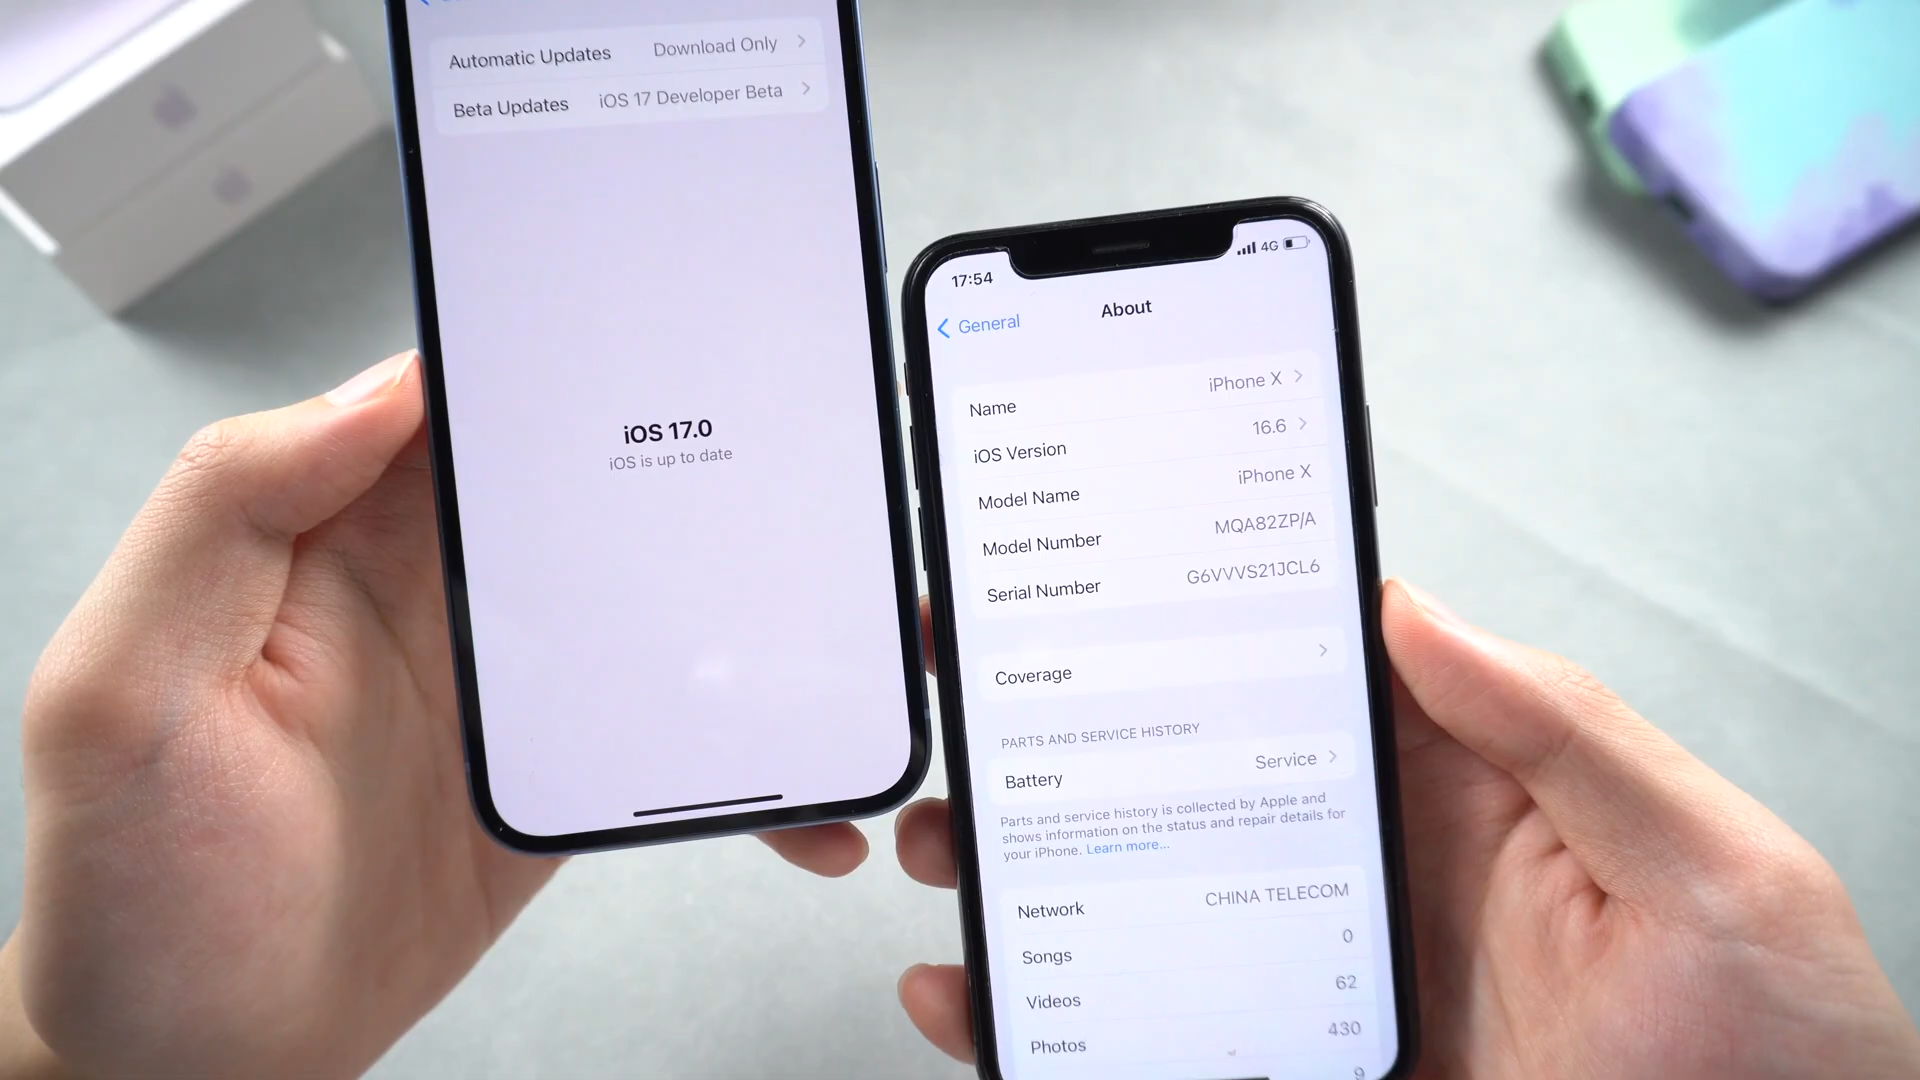 Automatic Updates Download Only
Beta Updates iOS 17 Developer Beta
iOS 17.0
iOS is up to date
17:54 4G
General About
Name iPhone X
iOS Version 16.6
Model Name iPhone X
Model Number MQA82ZP/A
Serial Number G6VVVS21JCL6
Coverage
PARTS AND SERVICE HISTORY
Battery Service
Parts and service history is collected by Apple and
shows information on the status and repair details for
your iPhone. Learn more...
Network CHINA TELECOM
Songs 0
Videos 62
Photos 430
9